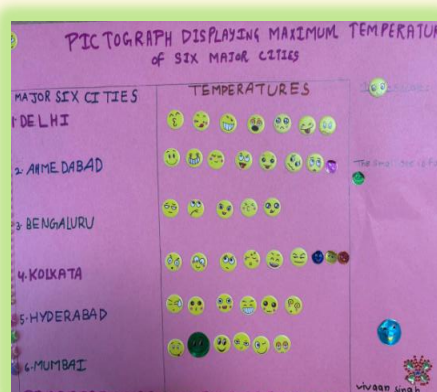 PICTOGRAPH DISPLAYING MAXIMUM TEMPERATU
of SIX MAJOR CITIES
MAJOR SIX CITIES
TEMPERATURES
1 DELHI
2. AHMEDABAD
3. BENGALURU
4. KOLKATA
5. HYDERABAD
6. MUMBAI
vivaan singh